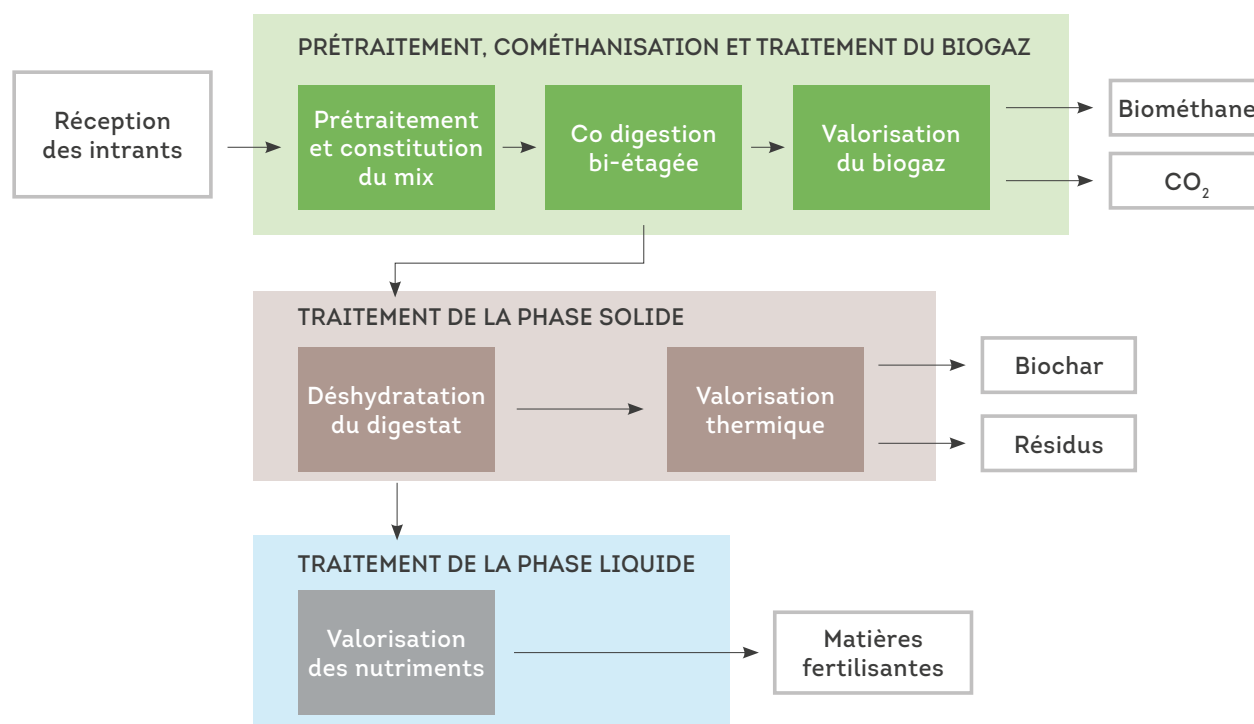 PRÉTRAITEMENT, COMÉTHANISATION ET TRAITEMENT DU BIOGAZ
Réception
des intrants
Prétraitement
et constitution
du mix
Co digestion
bi-étagée
Valorisation
du biogaz
Biométhane
CO₂
TRAITEMENT DE LA PHASE SOLIDE
Déshydratation
du digestat
Valorisation
thermique
Biochar
Résidus
TRAITEMENT DE LA PHASE LIQUIDE
Valorisation
des nutriments
Matières
fertilisantes